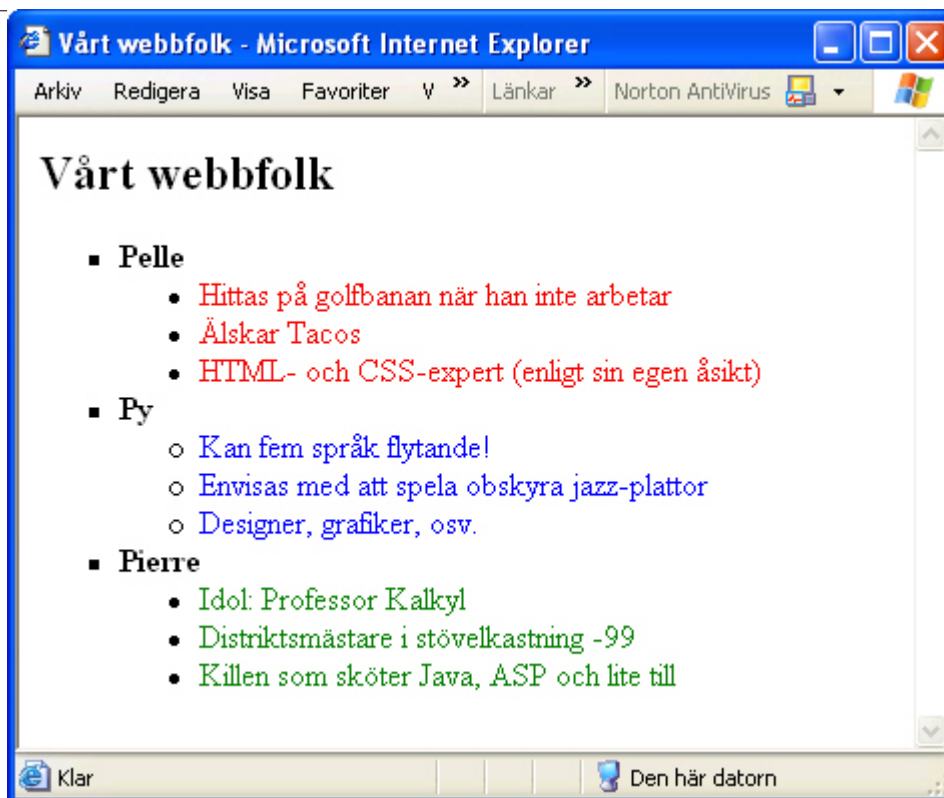 Vårt webbfolk - Microsoft Internet Explorer
Arkiv Redigera Visa Favoriter V » Länkar » Norton AntiVirus
Vårt webbfolk
Pelle
Hittas på golfbanan när han inte arbetar
Älskar Tacos
HTML- och CSS-expert (enligt sin egen åsikt)
Py
Kan fem språk flytande!
Envisas med att spela obskyra jazz-plattor
Designer, grafiker, osv.
Pierre
Idol: Professor Kalkyl
Distriktsmästare i stövelkastning -99
Killen som sköter Java, ASP och lite till
Klar Den här datorn